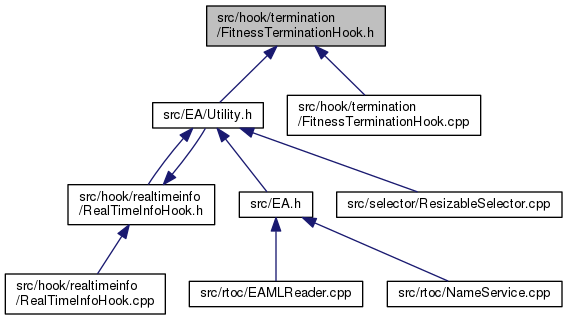 src/hook/termination
/FitnessTerminationHook.h
src/EA/Utility.h
src/hook/termination
/FitnessTerminationHook.cpp
src/hook/realtimeinfo
/RealTimeInfoHook.h
src/EA.h
src/selector/ResizableSelector.cpp
src/hook/realtimeinfo
/RealTimeInfoHook.cpp
src/rtoc/EAMLReader.cpp
src/rtoc/NameService.cpp